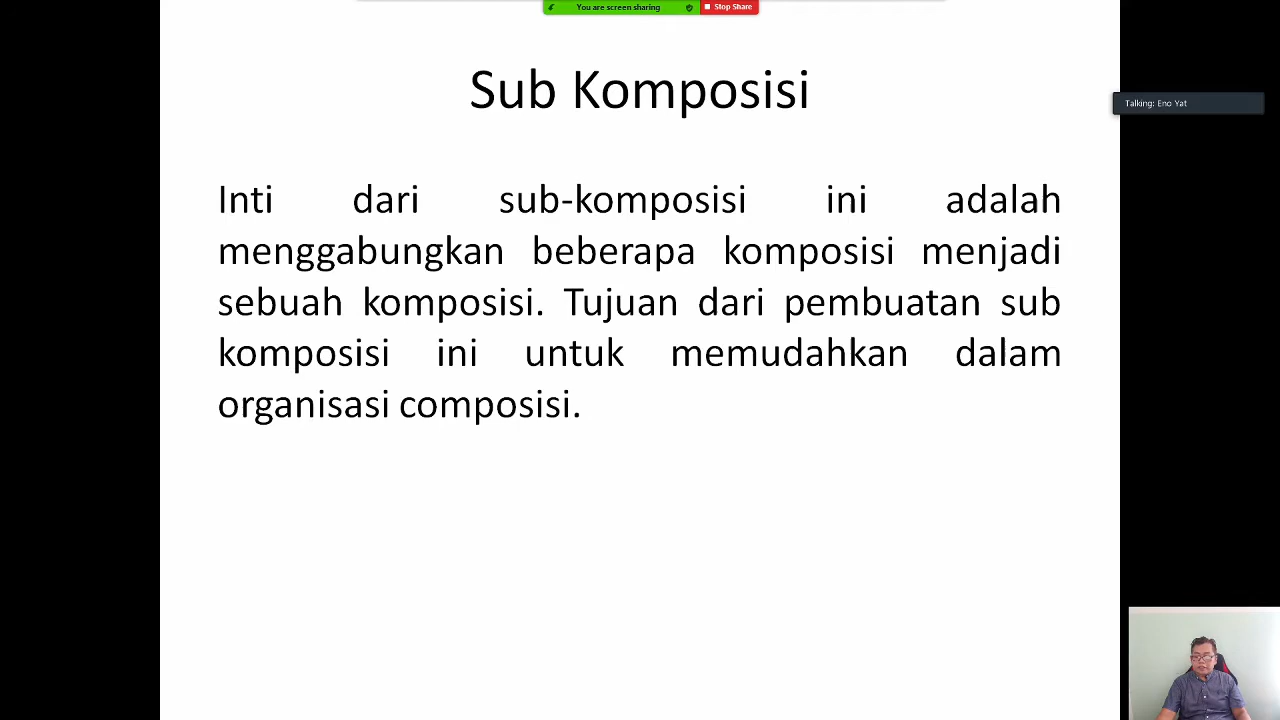 You are screen sharing
Stop Share
Sub Komposisi
Talking: Eno Yat
Inti dari sub-komposisi ini adalah
menggabungkan beberapa komposisi menjadi
sebuah komposisi. Tujuan dari pembuatan sub
komposisi ini untuk memudahkan dalam
organisasi composisi.